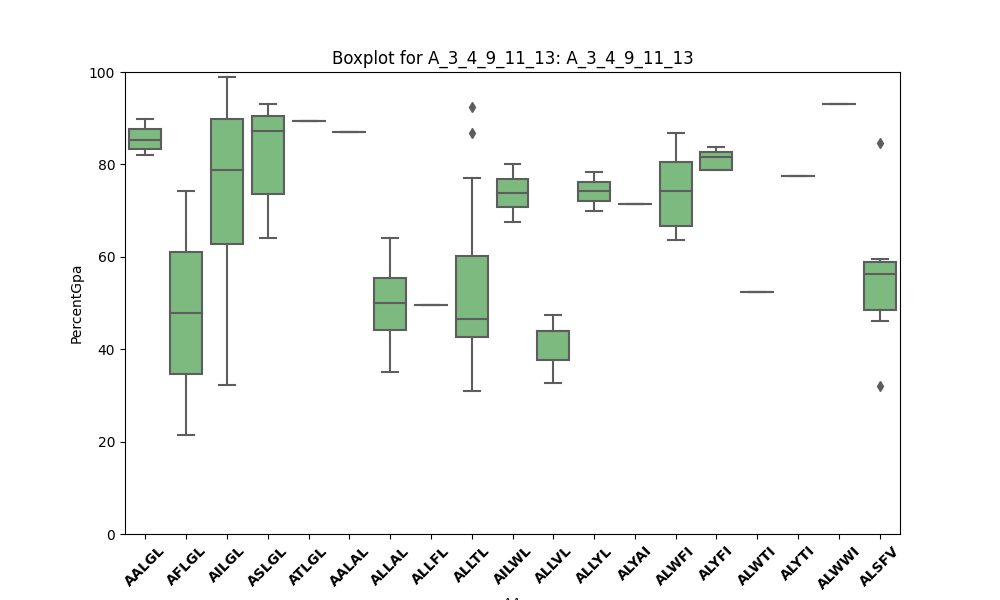 Boxplot for A_3_4_9_11_13: A_3_4_9_11_13
100
80
60
40
20
0
PercentGpa
AALGL
AFLGL
AILGL
ASLGL
ATLGL
AALAL
ALLAL
ALLFL
ALLTL
AILWL
ALLVL
ALLYL
ALYAI
ALWFI
ALYFI
ALWTI
ALYTI
ALWWI
ALSFV